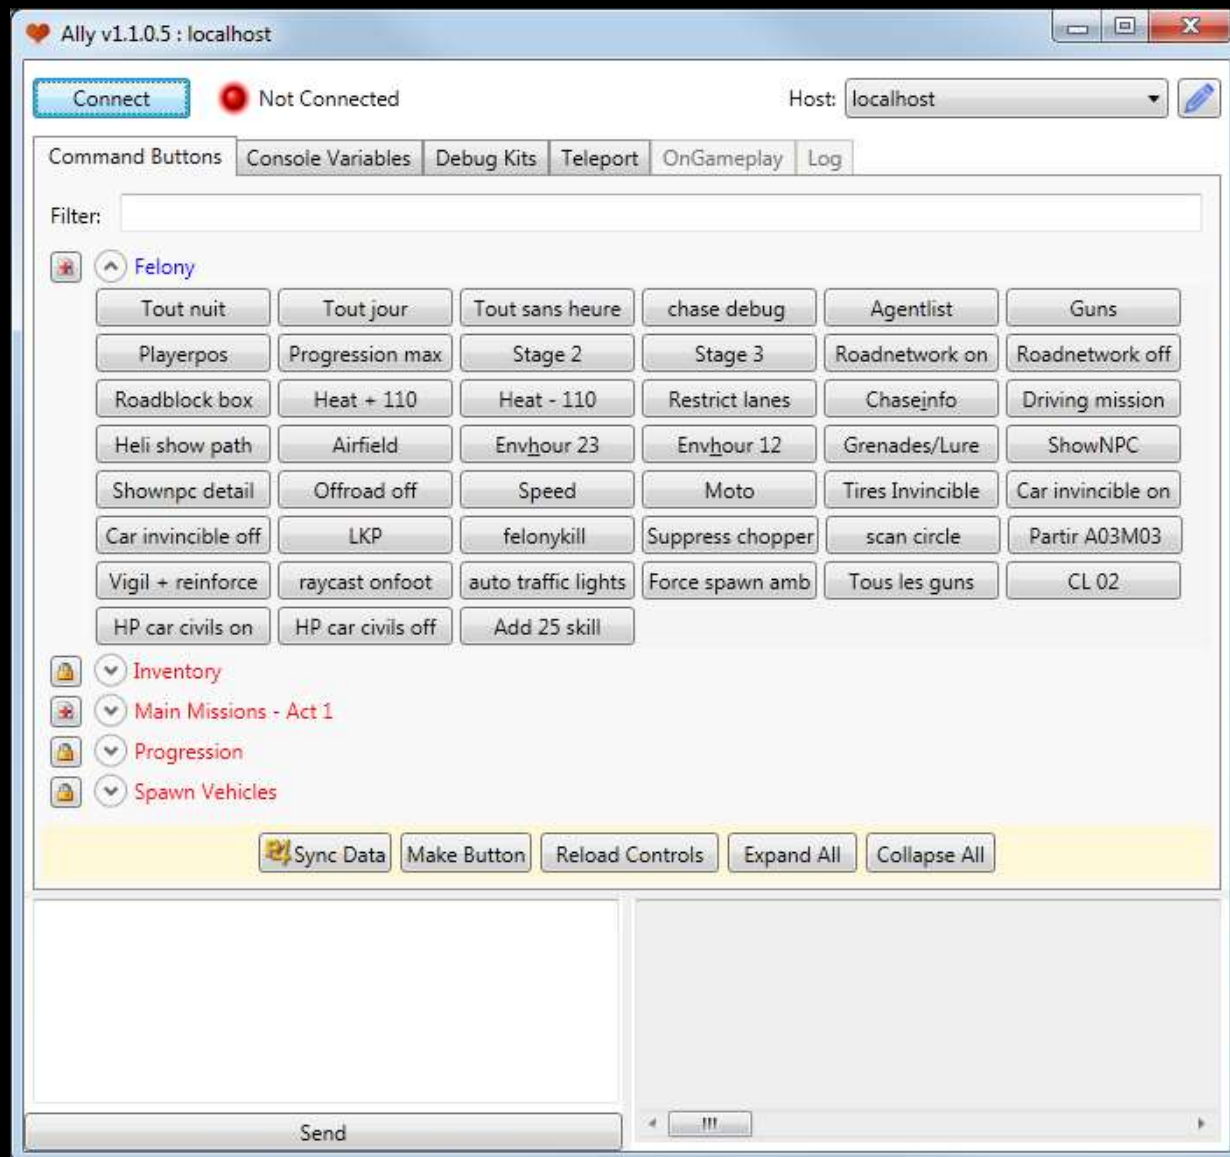 Ally v1.1.0.5 : localhost
Connect Not Connected Host: localhost
Command Buttons Console Variables Debug Kits Teleport OnGameplay Log
Filter:
Felony
Tout nuit Tout jour Tout sans heure chase debug Agentlist Guns
Playerpos Progression max Stage 2 Stage 3 Roadnetwork on Roadnetwork off
Roadblock box Heat + 110 Heat - 110 Restrict lanes Chaseinfo Driving mission
Heli show path Airfield Envhour 23 Envhour 12 Grenades/Lure ShowNPC
Shownpc detail Offroad off Speed Moto Tires Invincible Car invincible on
Car invincible off LKP felonykill Suppress chopper scan circle Partir A03M03
Vigil + reinforce raycast onfoot auto traffic lights Force spawn amb Tous les guns CL 02
HP car civils on HP car civils off Add 25 skill
Inventory
Main Missions - Act 1
Progression
Spawn Vehicles
Sync Data Make Button Reload Controls Expand All Collapse All
Send